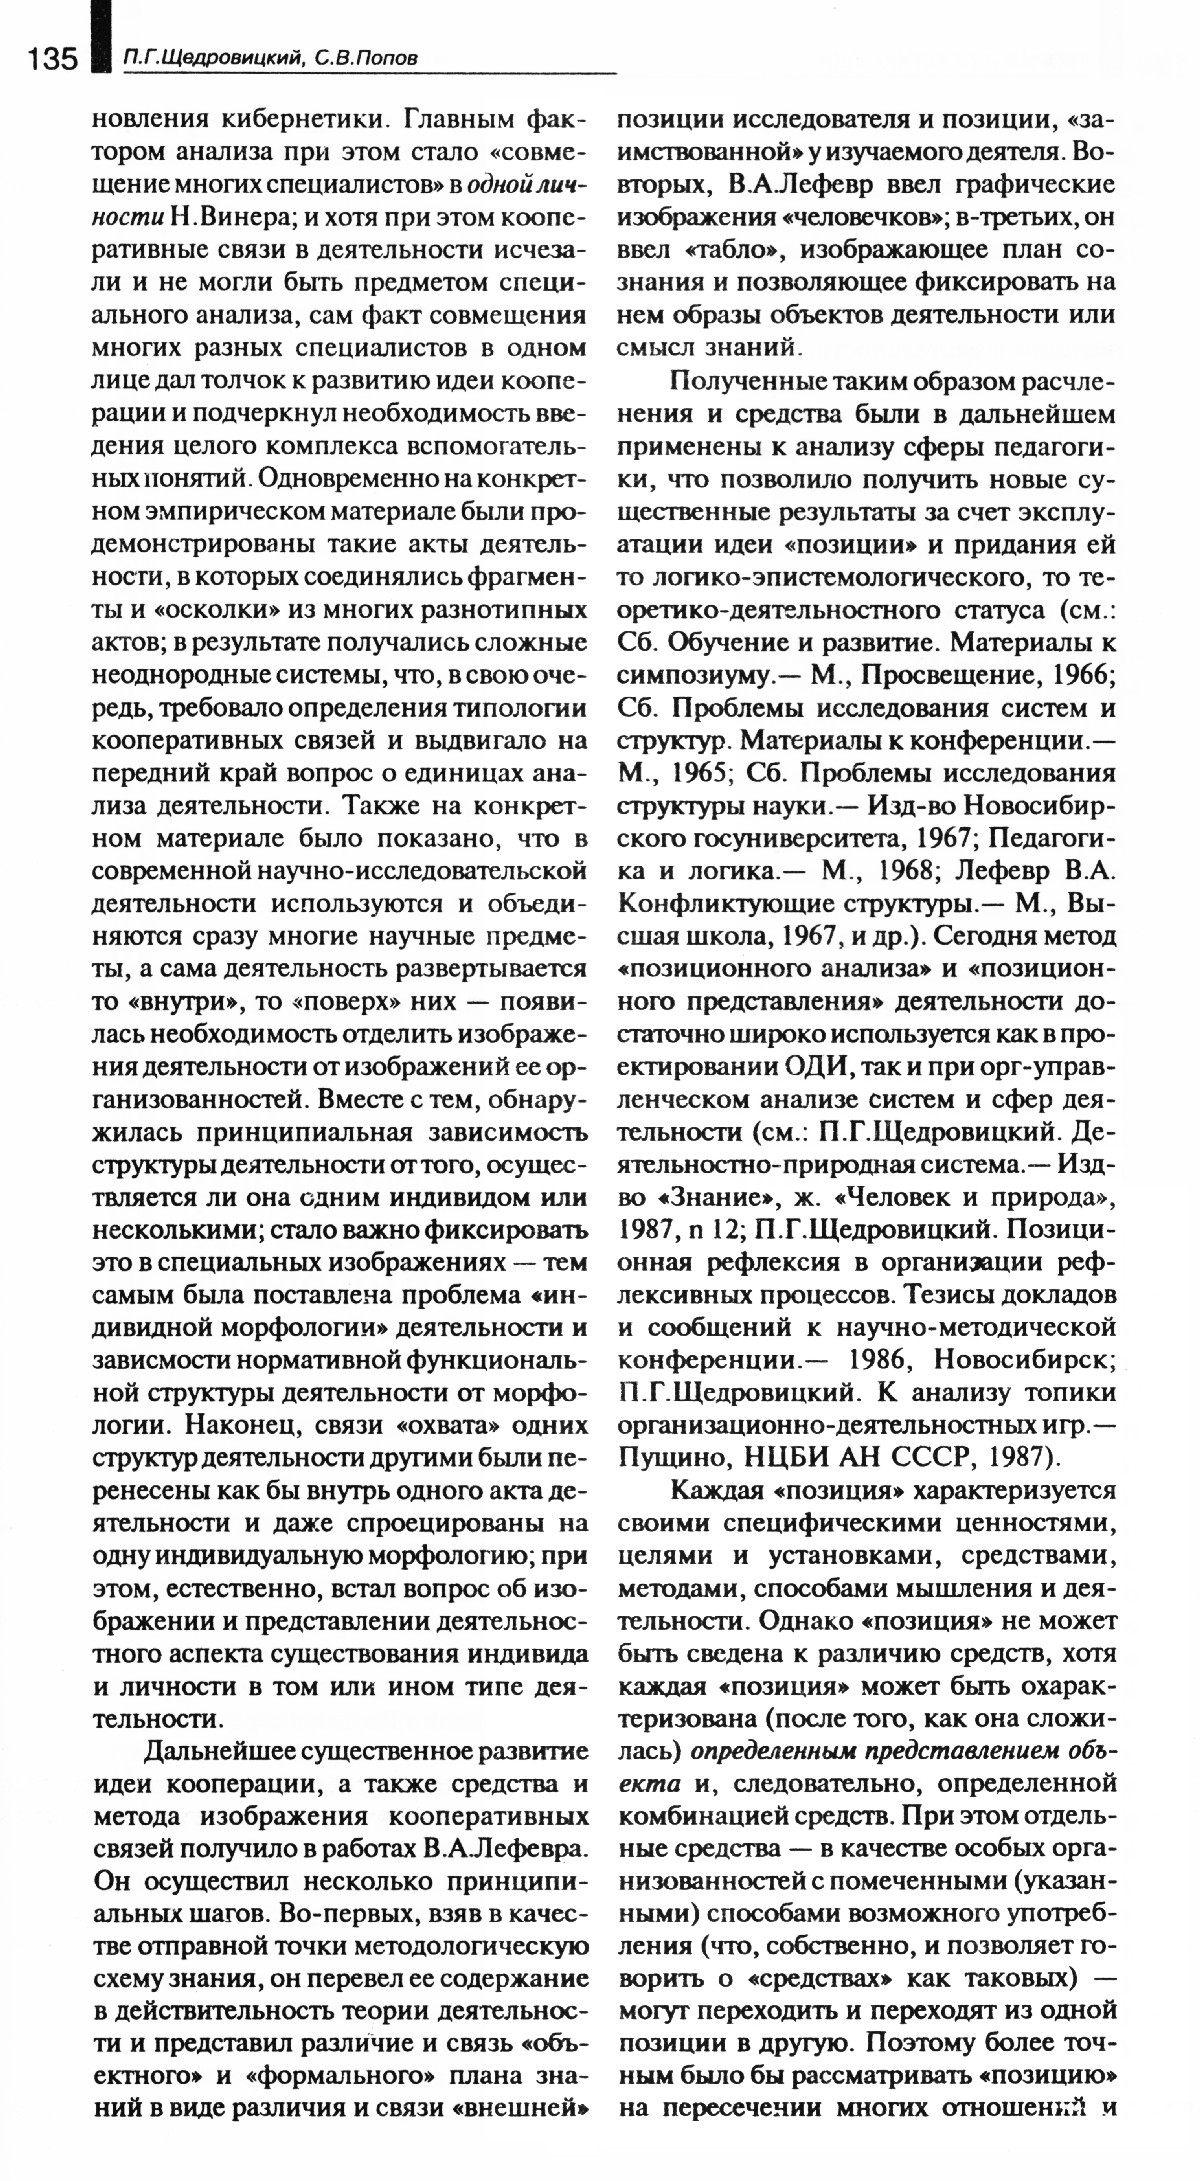 135
П.Г.Щедровицкий, С.В.Попов
новления кибернетики. Главным фак-
тором анализа при этом стало «совме-
щение многих специалистов» в одной лич-
ности Н.Винера; и хотя при этом коопе-
ративные связи в деятельности исчеза-
ли и не могли быть предметом специ-
ального анализа, сам факт совмещения
многих разных специалистов в одном
лице дал толчок к развитию идеи коопе-
рации и подчеркнул необходимость вве-
дения целого комплекса вспомогатель-
ных понятий. Одновременно на конкрет-
ном эмпирическом материале были про-
демонстрированы такие акты деятель-
ности, в которых соединялись фрагмен-
ты и «осколки» из многих разнотипных
актов; в результате получались сложные
неоднородные системы, что, в свою оче-
редь, требовало определения типологии
кооперативных связей и выдвигало на
передний край вопрос о единицах ана-
лиза деятельности. Также на конкрет-
ном материале было показано, что в
современной научно-исследовательской
деятельности используются и объеди-
няются сразу многие научные предме-
ты, а сама деятельность развертывается
то «внутри», то «поверх» них — появи-
лась необходимость отделить изображе-
ния деятельности от изображений ее ор-
ганизованностей. Вместе с тем, обнару-
жилась принципиальная зависимость
структуры деятельности от того, осущес-
твляется ли она одним индивидом или
несколькими; стало важно фиксировать
это в специальных изображениях — тем
самым была поставлена проблема «ин-
дивидной морфологии» деятельности и
зависмости нормативной функциональ-
ной структуры деятельности от морфо-
логии. Наконец, связи «охвата» одних
структур деятельности другими были пе-
ренесены как бы внутрь одного акта де-
ятельности и даже спроецированы на
одну индивидуальную морфологию; при
этом, естественно, встал вопрос об изо-
бражении и представлении деятельнос-
тного аспекта существования индивида
и личности в том или ином типе дея-
тельности.
Дальнейшее существенное развитие
идеи кооперации, а также средства и
метода изображения кооперативных
связей получило в работах В.А.Лефевра.
Он осуществил несколько принципи-
альных шагов. Во-первых, взяв в качес-
тве отправной точки методологическую
схему знания, он перевел ее содержание
в действительность теории деятельнос-
ти и представил различие и связь «объ-
ектного» и «формального» плана зна-
ний в виде различия и связи «внешней»
позиции исследователя и позиции, «за-
имствованной» у изучаемого деятеля. Во-
вторых, В.А.Лефевр ввел графические
изображения «человечков»; в-третьих, он
ввел «табло», изображающее план со-
знания и позволяющее фиксировать на
нем образы объектов деятельности или
смысл знаний.
Полученные таким образом расчле-
нения и средства были в дальнейшем
применены к анализу сферы педагоги-
ки, что позволило получить новые су-
щественные результаты за счет эксплу-
атации идеи «позиции» и придания ей
то логико-эпистемологического, то те-
оретико-деятельностного статуса (см.:
Сб. Обучение и развитие. Материалы к
симпозиуму.— М., Просвещение, 1966;
Сб. Проблемы исследования систем и
структур. Материалы к конференции.—
М., 1965; Сб. Проблемы исследования
структуры науки.— Изд-во Новосибир-
ского госуниверситета, 1967; Педагоги-
ка и логика.— М., 1968; Лефевр В.А.
Конфликтующие структуры.— М., Вы-
сшая школа, 1967, и др.). Сегодня метод
«позиционного анализа» и «позицион-
ного представления» деятельности до-
статочно широко используется как в про-
ектировании ОДИ, так и при орг-управ-
ленческом анализе систем и сфер дея-
тельности (см.: П.Г.Щедровицкий. Де-
ятельностно-природная система.— Изд-
во «Знание», ж. «Человек и природа»,
1987, n 12; П.Г.Щедровицкий. Позици-
онная рефлексия в организации реф-
лексивных процессов. Тезисы докладов
и сообщений к научно-методической
конференции.— 1986, Новосибирск;
П.Г.Щедровицкий. К анализу топики
организационно-деятельностных игр.—
Пущино, НЦБИ АН СССР, 1987).
Каждая «позиция» характеризуется
своими специфическими ценностями,
целями и установками, средствами,
методами, способами мышления и дея-
тельности. Однако «позиция» не может
быть сведена к различию средств, хотя
каждая «позиция» может быть охарак-
теризована (после того, как она сложи-
лась) определенным представлением объ-
екта и, следовательно, определенной
комбинацией средств. При этом отдель-
ные средства — в качестве особых орга-
низованностей с помеченными (указан-
ными) способами возможного употреб-
ления (что, собственно, и позволяет го-
ворить о «средствах» как таковых) —
могут переходить и переходят из одной
позиции в другую. Поэтому более точ-
ным было бы рассматривать «позицию»
на пересечении многих отношений и